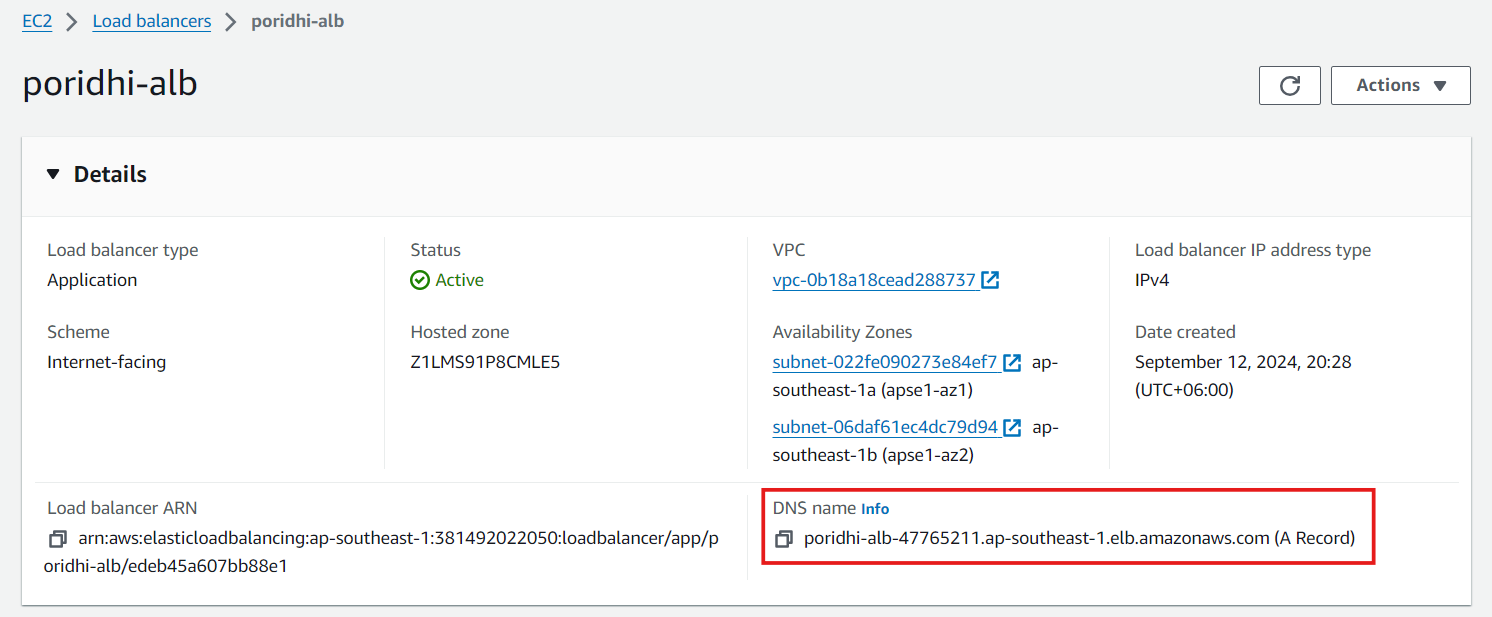 EC2 > Load balancers > poridhi-alb
poridhi-alb
Actions
Details
Load balancer type
Application
Status
Active
VPC
vpc-0b18a18cead288737
Load balancer IP address type
IPv4
Scheme
Internet-facing
Hosted zone
Z1LMS91P8CMLE5
Availability Zones
subnet-022fe090273e84ef7 ap-
southeast-1a (apse1-az1)
subnet-06daf61ec4dc79d94 ap-
southeast-1b (apse1-az2)
Date created
September 12, 2024, 20:28
(UTC+06:00)
Load balancer ARN
arn:aws:elasticloadbalancing:ap-southeast-1:381492022050:loadbalancer/app/p
oridhi-alb/edeb45a607bb88e1
DNS name Info
poridhi-alb-47765211.ap-southeast-1.elb.amazonaws.com (A Record)